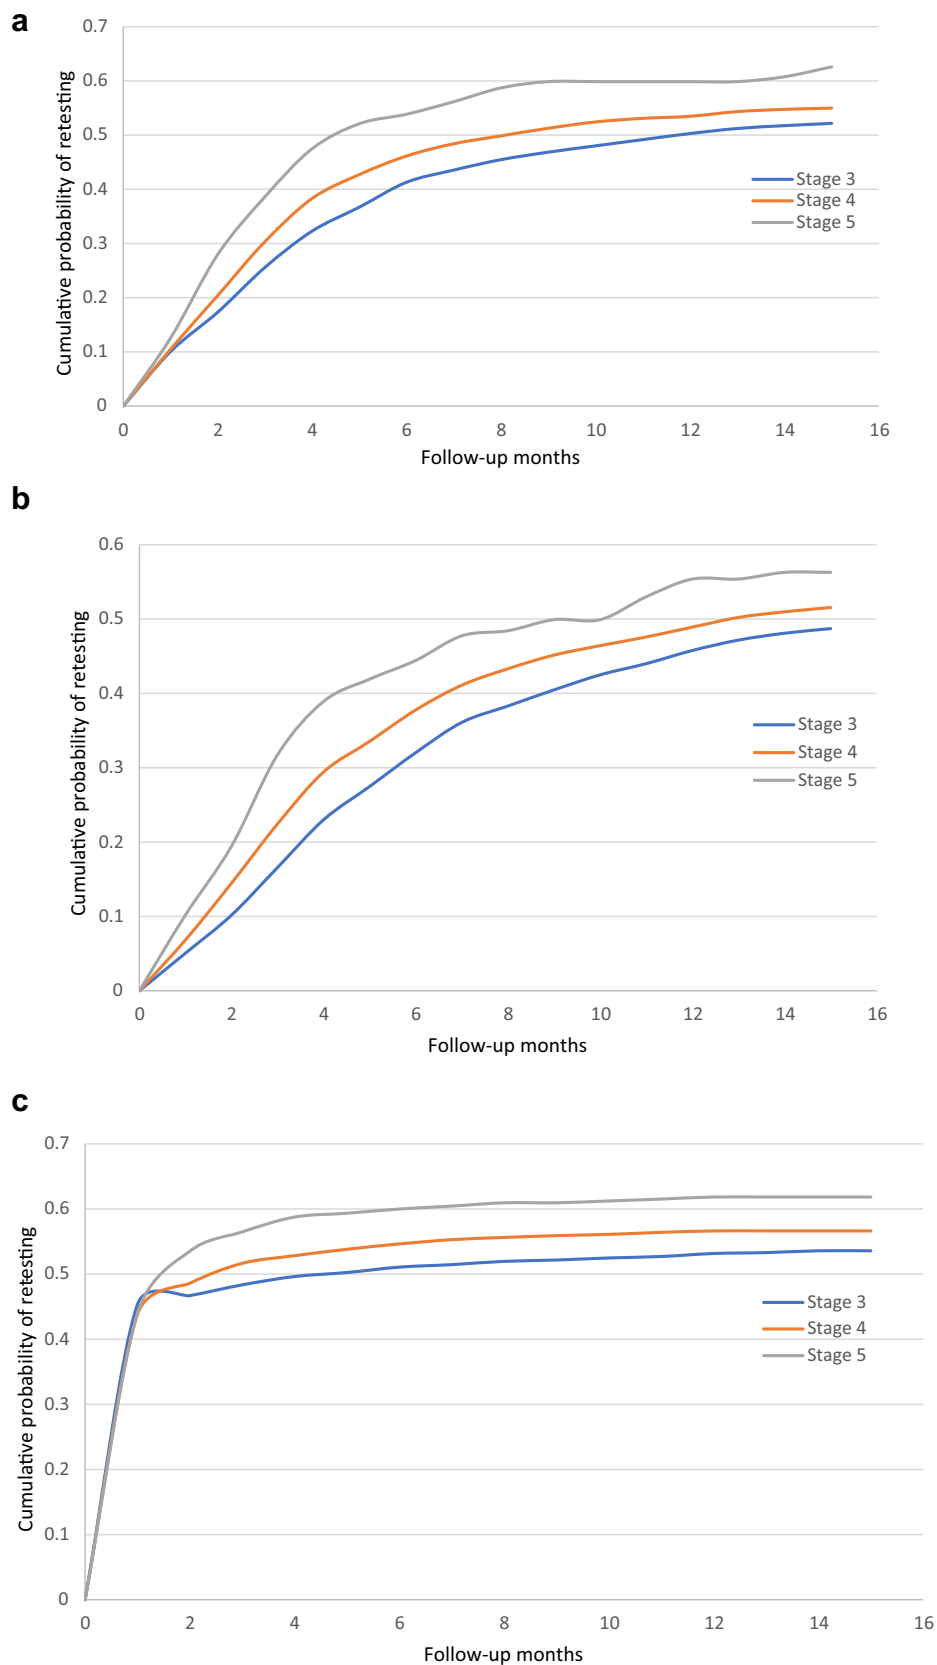 a
0.7
0.6
0.5
0.4
0.3
0.2
0.1
0
Cumulative probability of retesting
Stage 3
Stage 4
Stage 5
0 2 4 6 8 10 12 14 16
Follow-up months
b
0.6
0.5
0.4
0.3
0.2
0.1
0
Cumulative probability of retesting
Stage 3
Stage 4
Stage 5
0 2 4 6 8 10 12 14 16
Follow-up months
c
0.7
0.6
0.5
0.4
0.3
0.2
0.1
0
Cumulative probability of retesting
Stage 3
Stage 4
Stage 5
0 2 4 6 8 10 12 14 16
Follow-up months